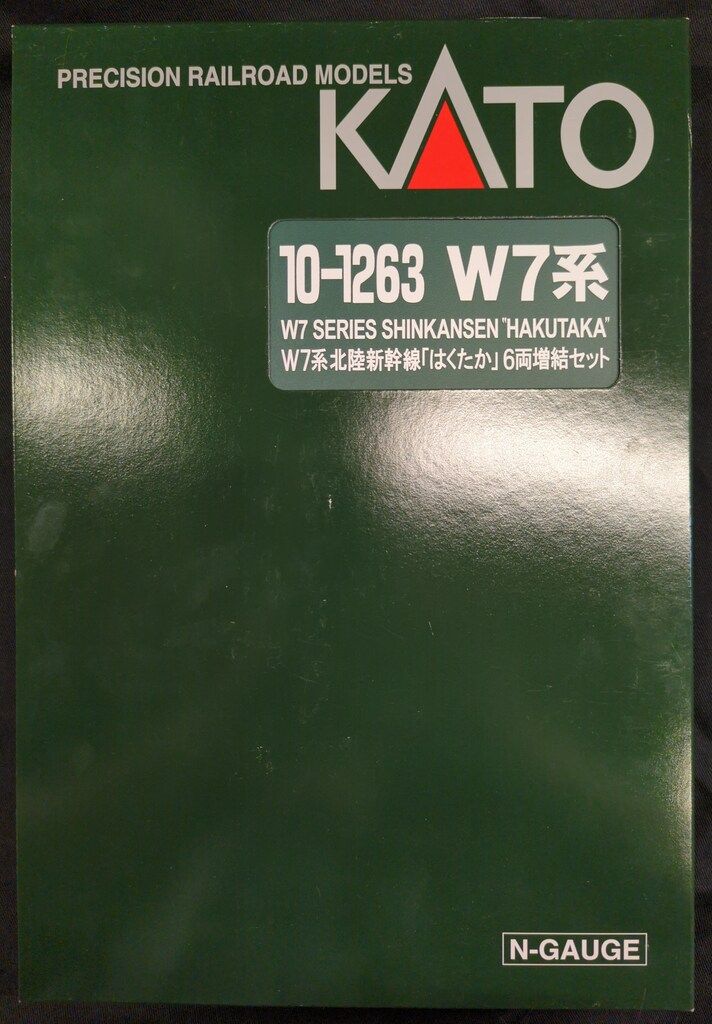 PRECISION RAILROAD MODELS
KATO
10-1263 W7系
W7 SERIES SHINKANSEN "HAKUTAKA"
W7系北陸新幹線「はくたか」6両増結セット
N-GAUGE